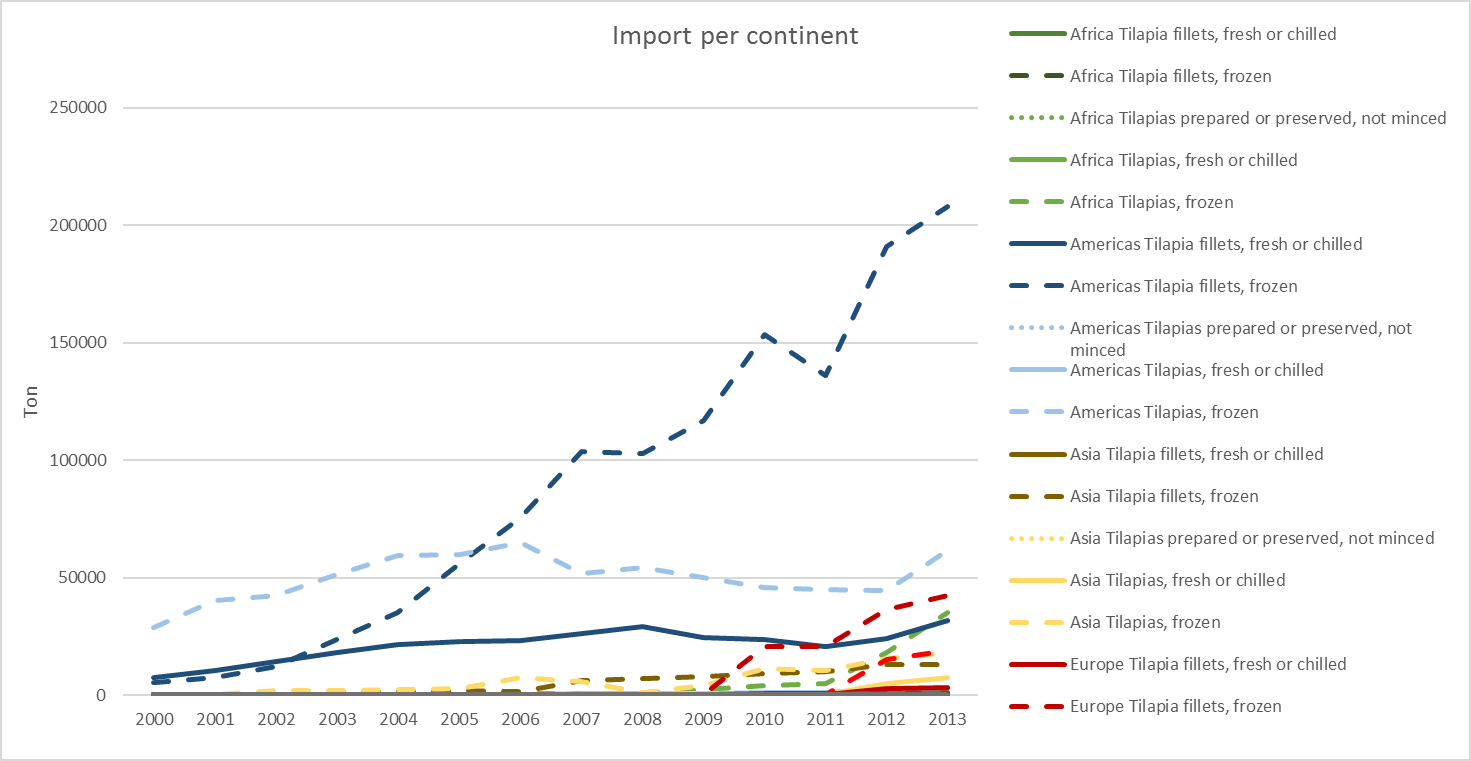 Import per continent
250000
200000
150000
100000
50000
0
Ton
2000 2001 2002 2003 2004 2005 2006 2007 2008 2009 2010 2011 2012 2013
Africa Tilapia fillets, fresh or chilled
Africa Tilapia fillets, frozen
Africa Tilapias prepared or preserved, not minced
Africa Tilapias, fresh or chilled
Africa Tilapias, frozen
Americas Tilapia fillets, fresh or chilled
Americas Tilapia fillets, frozen
Americas Tilapias prepared or preserved, not
minced
Americas Tilapias, fresh or chilled
Americas Tilapias, frozen
Asia Tilapia fillets, fresh or chilled
Asia Tilapia fillets, frozen
Asia Tilapias prepared or preserved, not minced
Asia Tilapias, fresh or chilled
Asia Tilapias, frozen
Europe Tilapia fillets, fresh or chilled
Europe Tilapia fillets, frozen